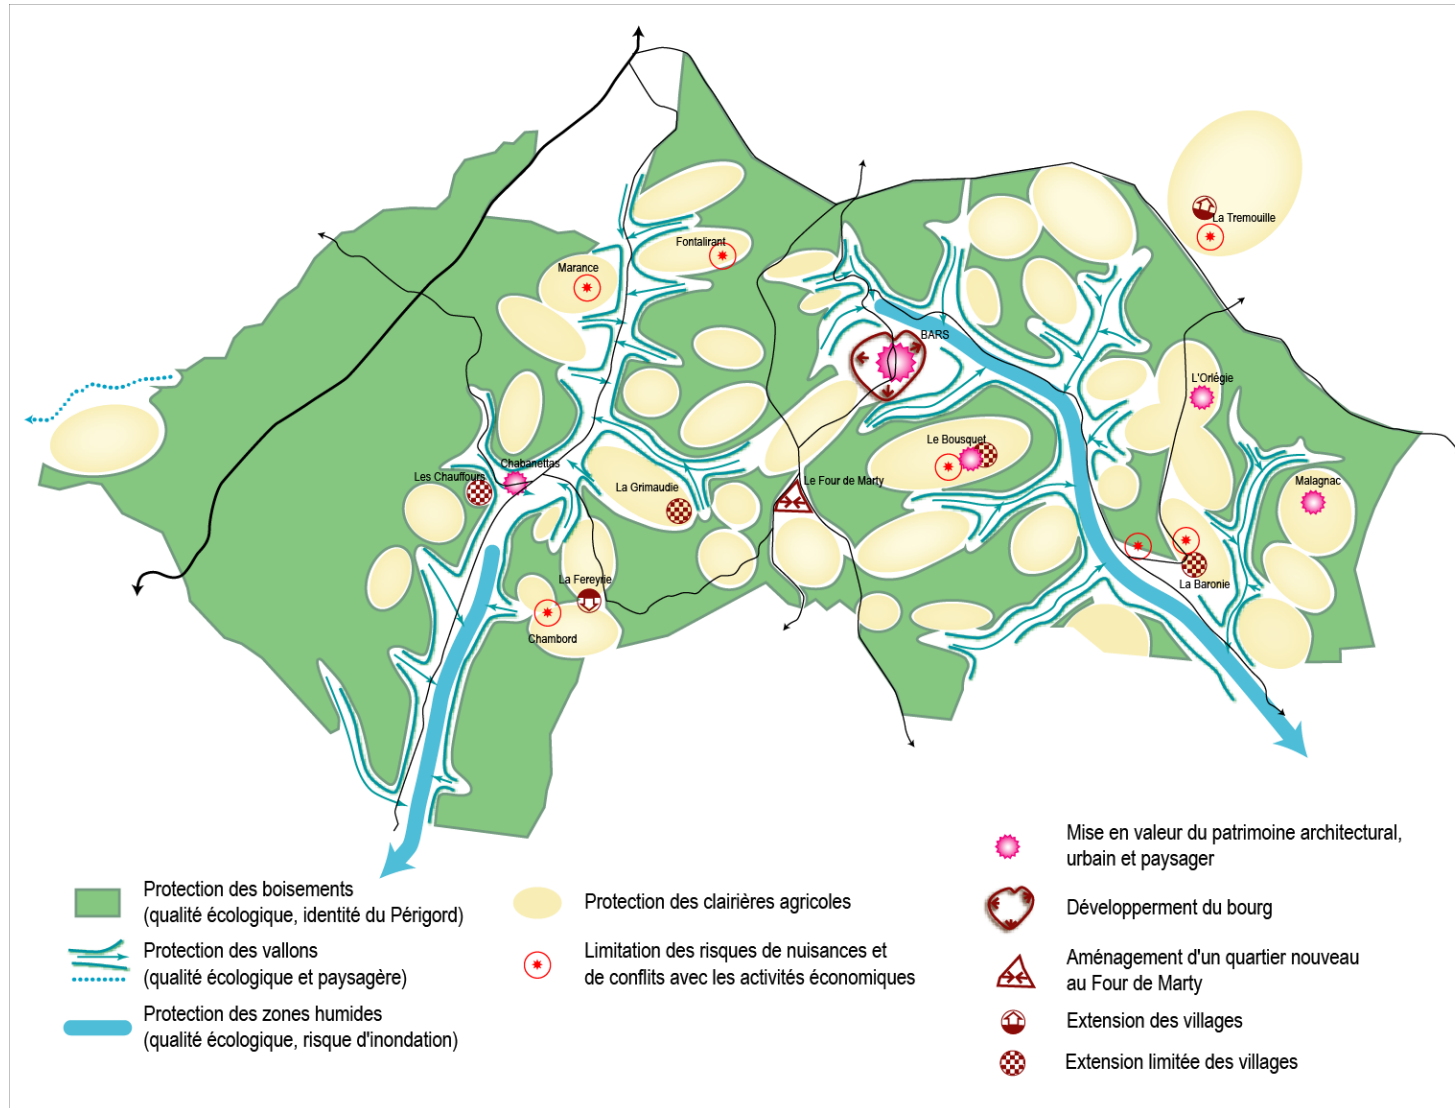 La Tremouille
Fontalirant
Marance
BARS
L'Orlégie
Le Bousquet
Chabanettas
Les Chauffours
La Grimaudie
Le Four de Marty
Malagnac
La Fereyrie
La Baronie
Chambord
Protection des boisements
(qualité écologique, identité du Périgord)
Protection des vallons
(qualité écologique et paysagère)
Protection des zones humides
(qualité écologique, risque d'inondation)
Protection des clairières agricoles
Limitation des risques de nuisances et
de conflits avec les activités économiques
Mise en valeur du patrimoine architectural,
urbain et paysager
Développerment du bourg
Aménagement d'un quartier nouveau
au Four de Marty
Extension des villages
Extension limitée des villages